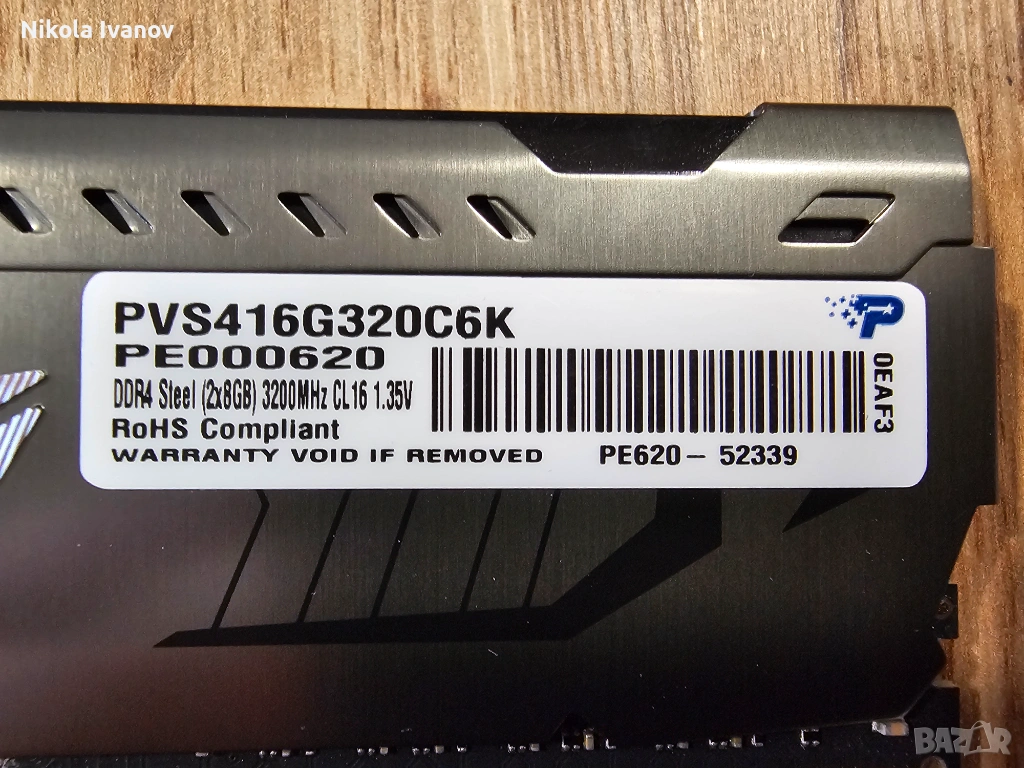 Nikola Ivanov
PVS416G320C6K
PE000620
DDR4 Steel (2x8GB) 3200MHz CL16 1.35V
RoHS Compliant
WARRANTY VOID IF REMOVED PE620 - 52339
0EAF3
P
BAZAR